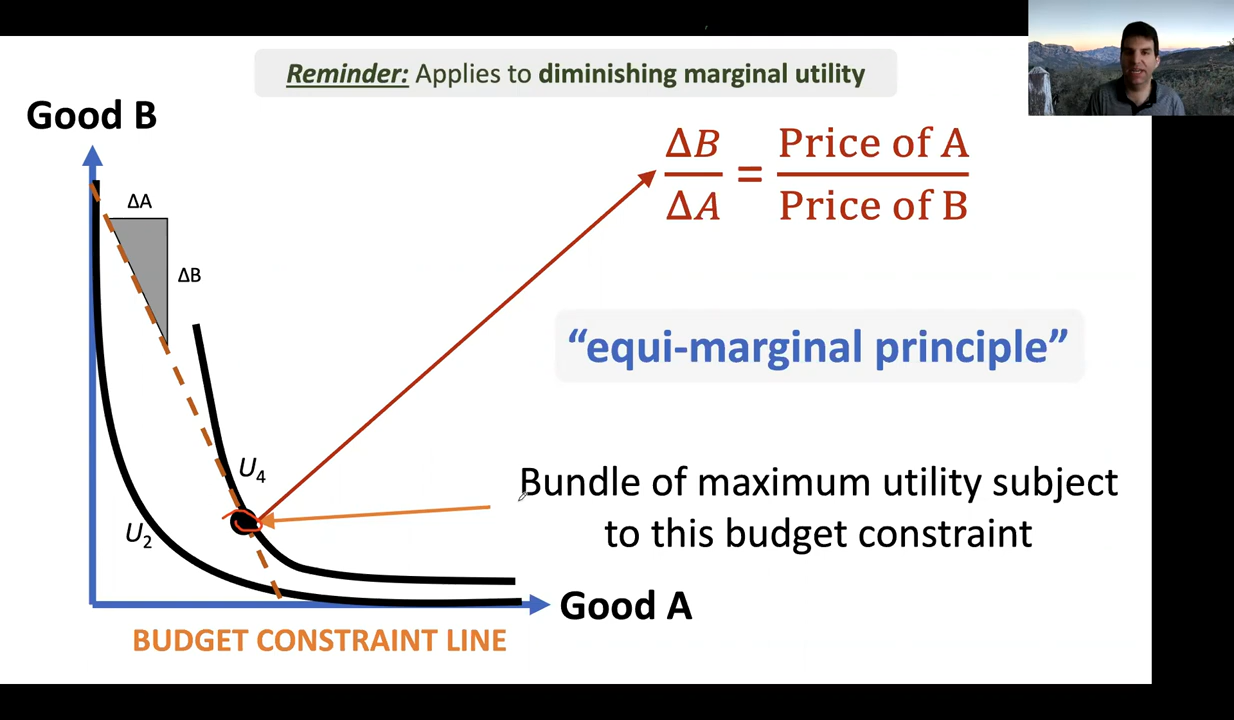 Reminder: Applies to diminishing marginal utility
Good B
ΔB/ΔA = Price of A/Price of B
ΔA
ΔB
"equi-marginal principle"
U₄
Bundle of maximum utility subject
to this budget constraint
U₂
Good A
BUDGET CONSTRAINT LINE